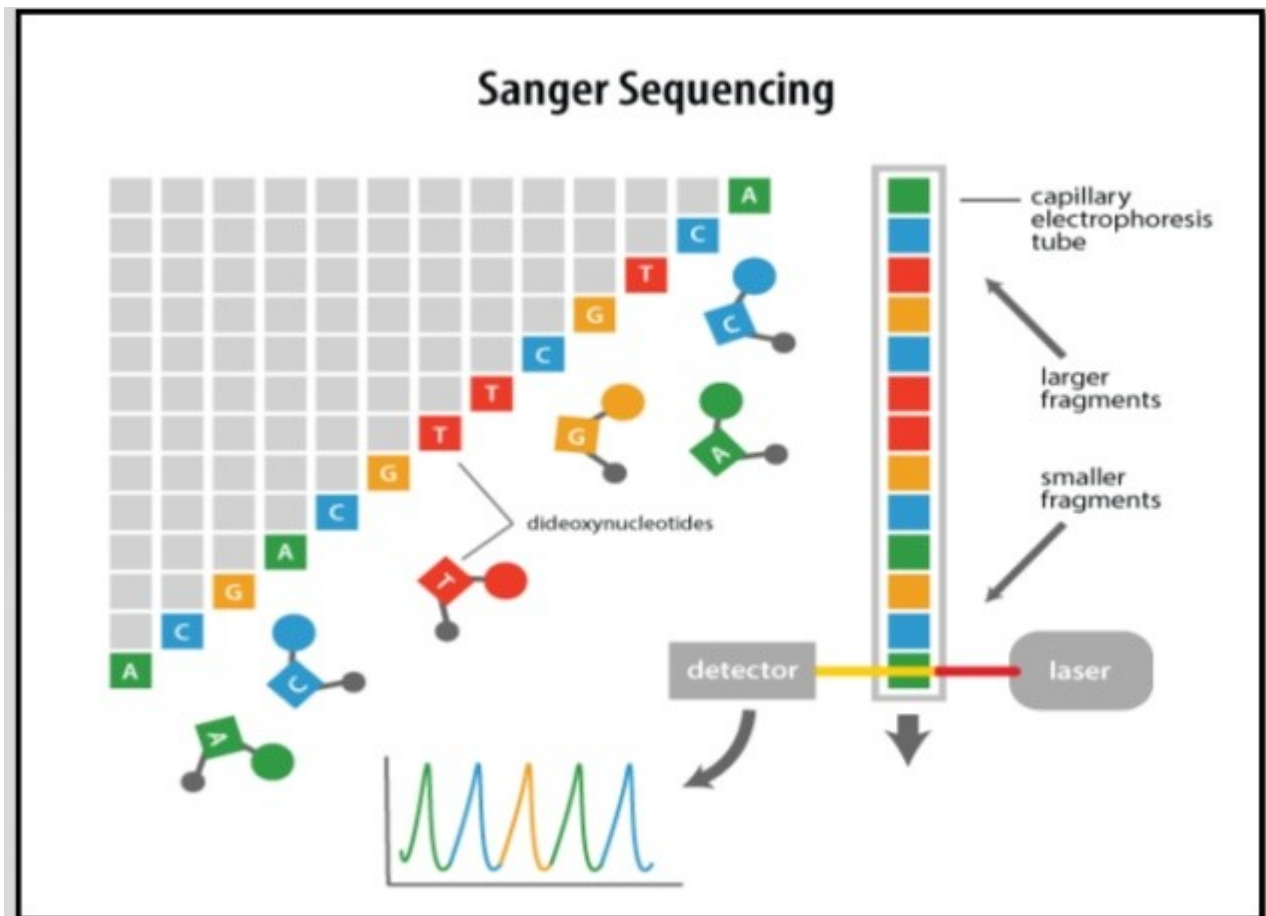 Sanger Sequencing
A
C
T
G
C
T
T
G
C
A
G
C
A
C
G
A
T
C
A
dideoxynucleotides
capillary
electrophoresis
tube
larger
fragments
smaller
fragments
detector
laser